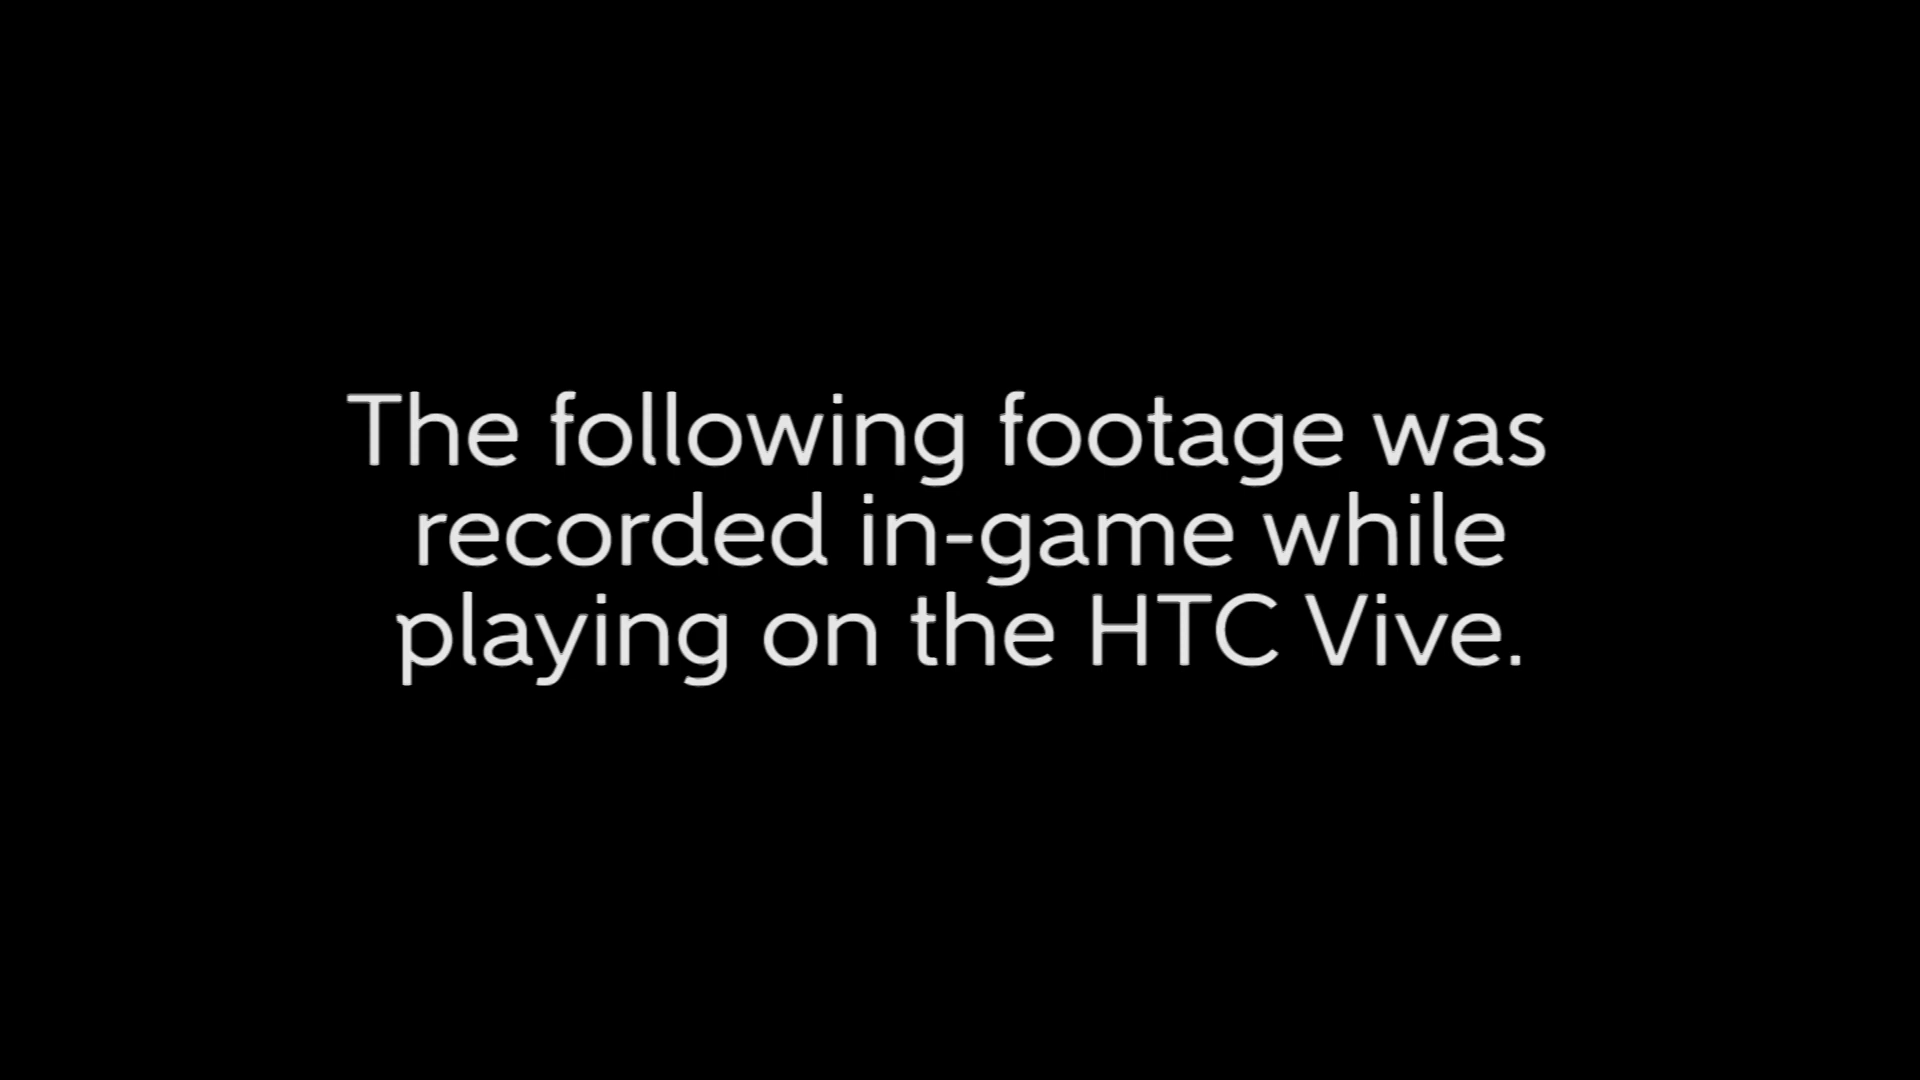 The following footage was
recorded in-game while
playing on the HTC Vive.